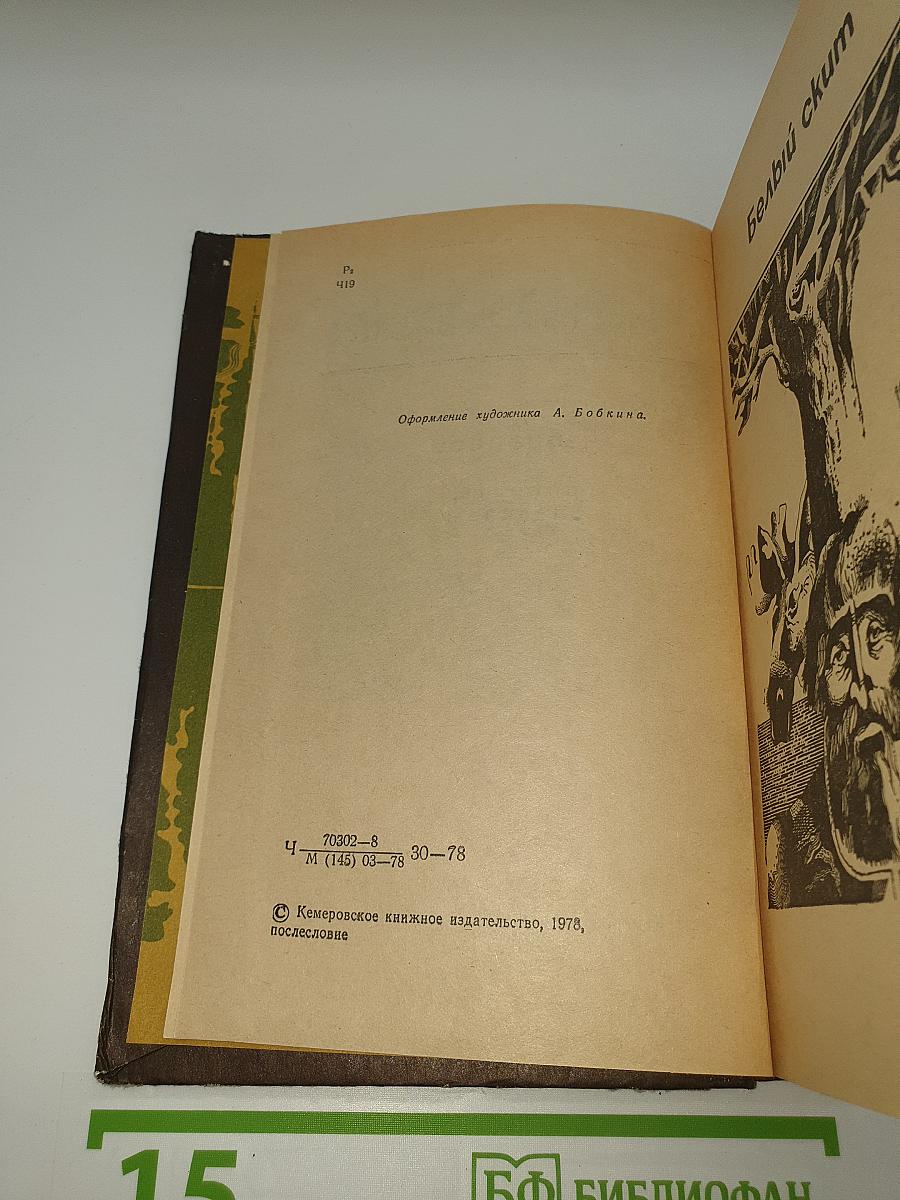 Р₂
Ч19
Оформление художника А. Бобкина.
Ч 70302—8 30—78
М (145) 03—78
© Кемеровское книжное издательство, 1978,
послесловие
Белый скит
15
БФ БИБЛИОФАН